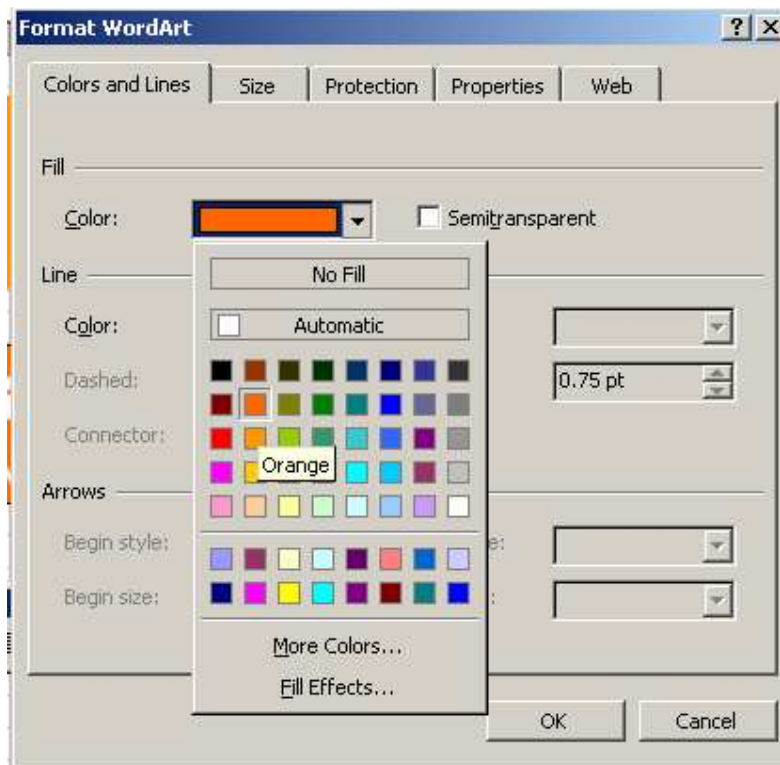 Format WordArt
Colors and Lines Size Protection Properties Web
Fill
Color: Semitransparent
No Fill
Line
Automatic
Color:
Dashed: 0.75 pt
Connector:
Orange
Arrows
Begin style: e:
Begin size: :
More Colors...
Fill Effects...
OK Cancel